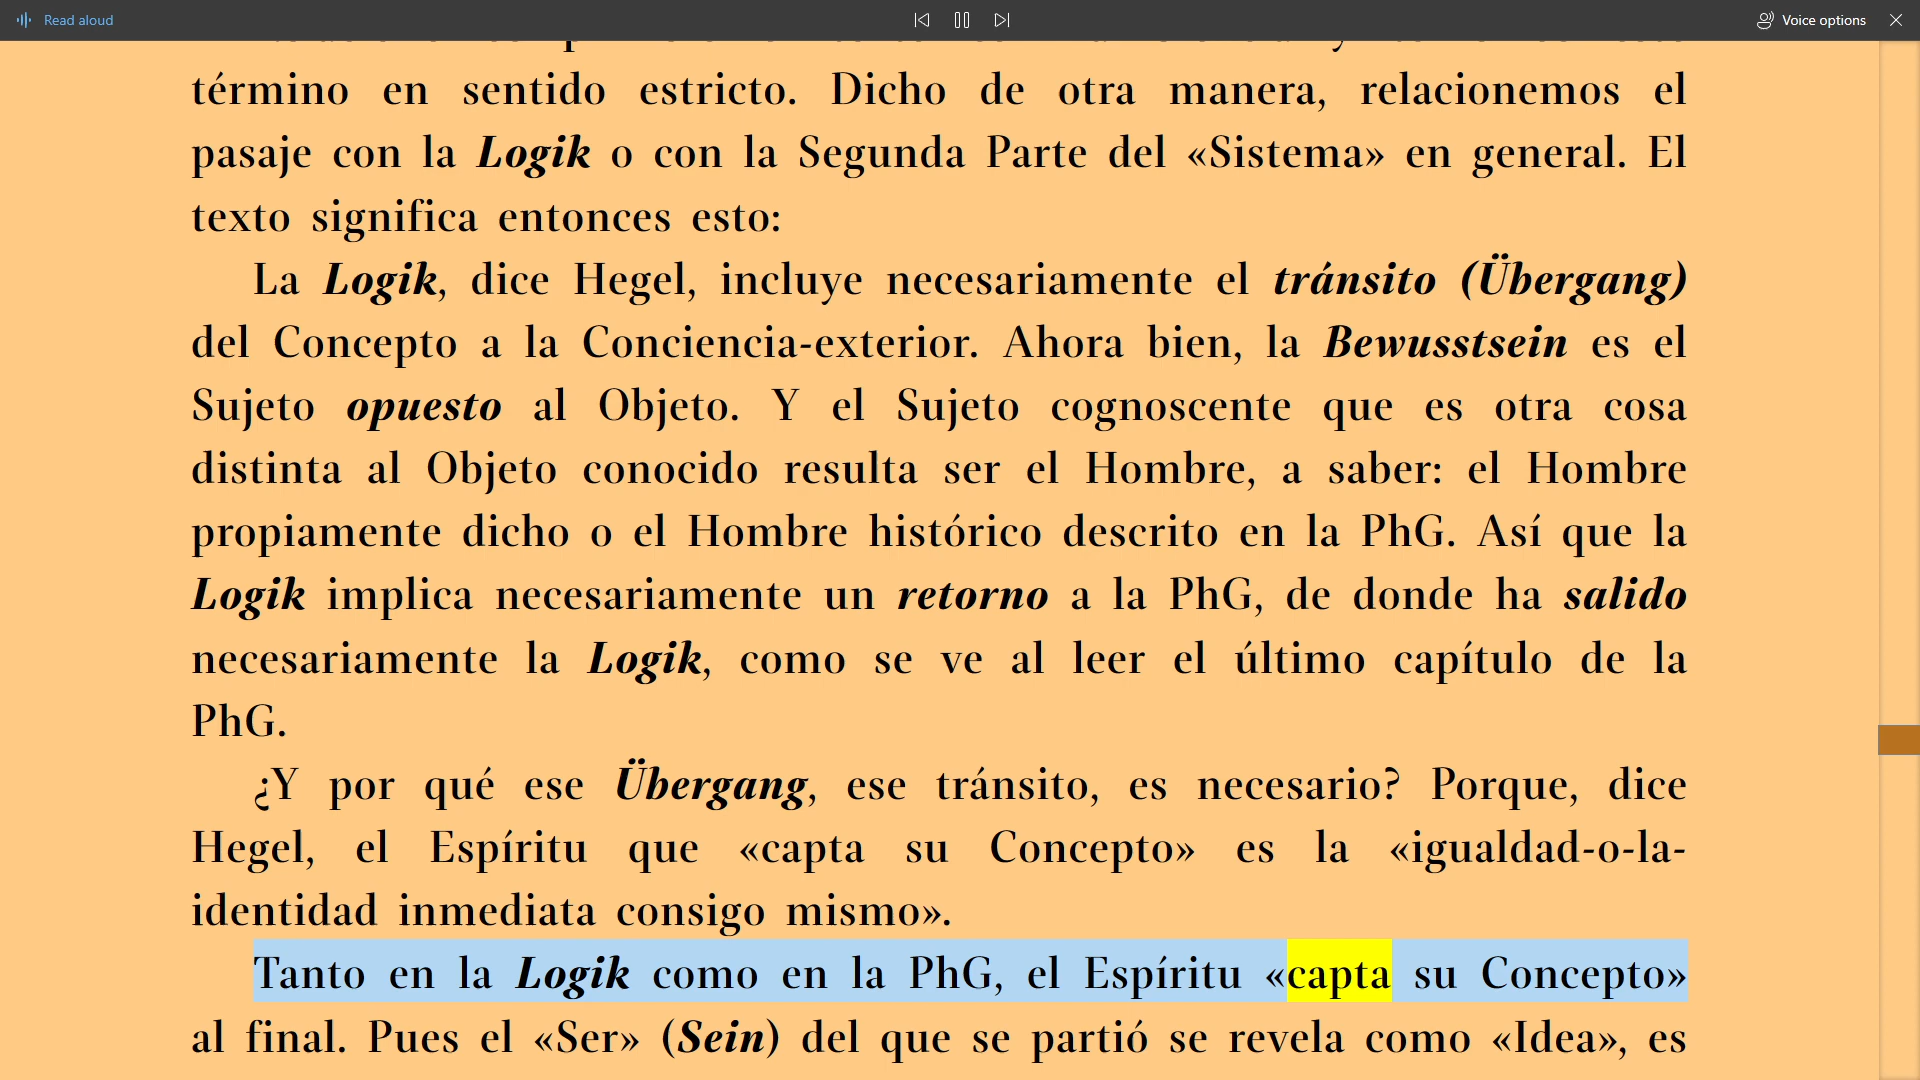 Read aloud
Voice options
término en sentido estricto. Dicho de otra manera, relacionemos el
pasaje con la Logik o con la Segunda Parte del «Sistema» en general. El
texto significa entonces esto:
La Logik, dice Hegel, incluye necesariamente el tránsito (Übergang)
del Concepto a la Conciencia-exterior. Ahora bien, la Bewusstsein es el
Sujeto opuesto al Objeto. Y el Sujeto cognoscente que es otra cosa
distinta al Objeto conocido resulta ser el Hombre, a saber: el Hombre
propiamente dicho o el Hombre histórico descrito en la PhG. Así que la
Logik implica necesariamente un retorno a la PhG, de donde ha salido
necesariamente la Logik, como se ve al leer el último capítulo de la
PhG.
¿Y por qué ese Übergang, ese tránsito, es necesario? Porque, dice
Hegel, el Espíritu que «capta su Concepto» es la «igualdad-o-la-
identidad inmediata consigo mismo».
Tanto en la Logik como en la PhG, el Espíritu «capta su Concepto»
al final. Pues el «Ser» (Sein) del que se partió se revela como «Idea», es